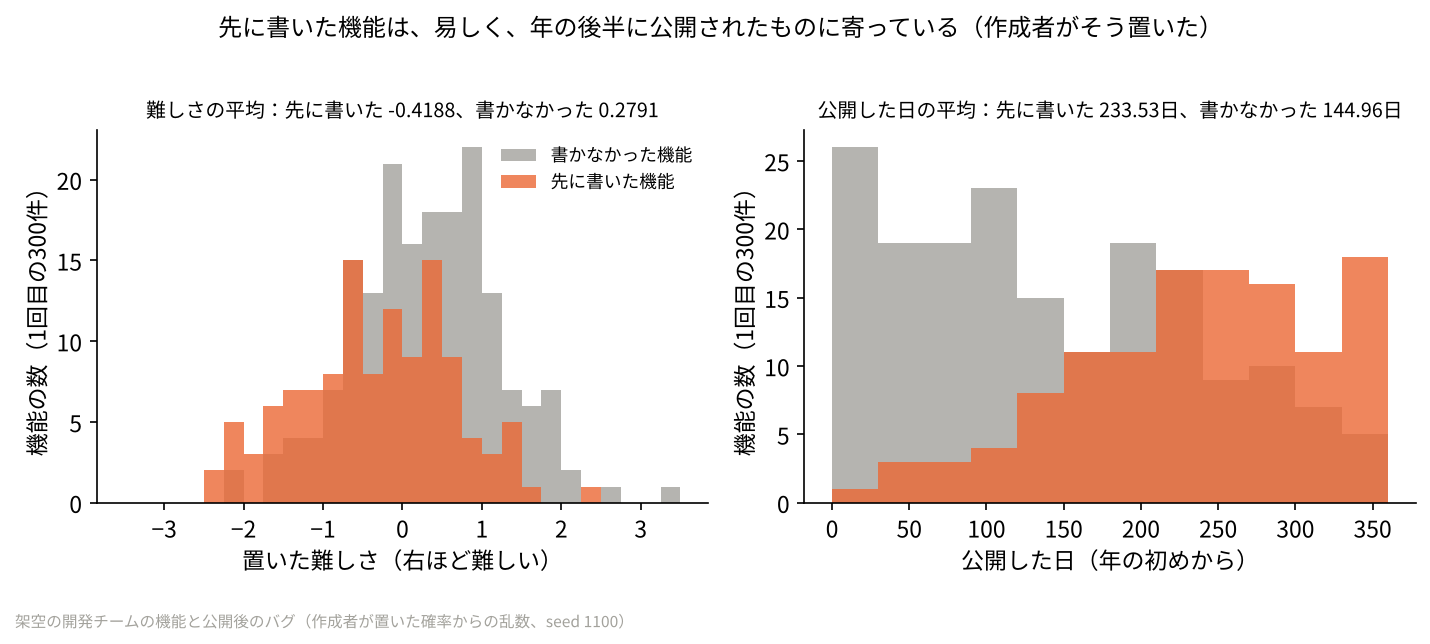 先に書いた機能は、易しく、年の後半に公開されたものに寄っている（作成者がそう置いた）
難しさの平均：先に書いた -0.4188、書かなかった 0.2791
機能の数（1回目の300件）
20
15
10
5
0
書かなかった機能
先に書いた機能
−3
−2
−1
0
1
2
3
置いた難しさ（右ほど難しい）
公開した日の平均：先に書いた 233.53日、書かなかった 144.96日
機能の数（1回目の300件）
25
20
15
10
5
0
0
50
100
150
200
250
300
350
公開した日（年の初めから）
架空の開発チームの機能と公開後のバグ（作成者が置いた確率からの乱数、seed 1100）